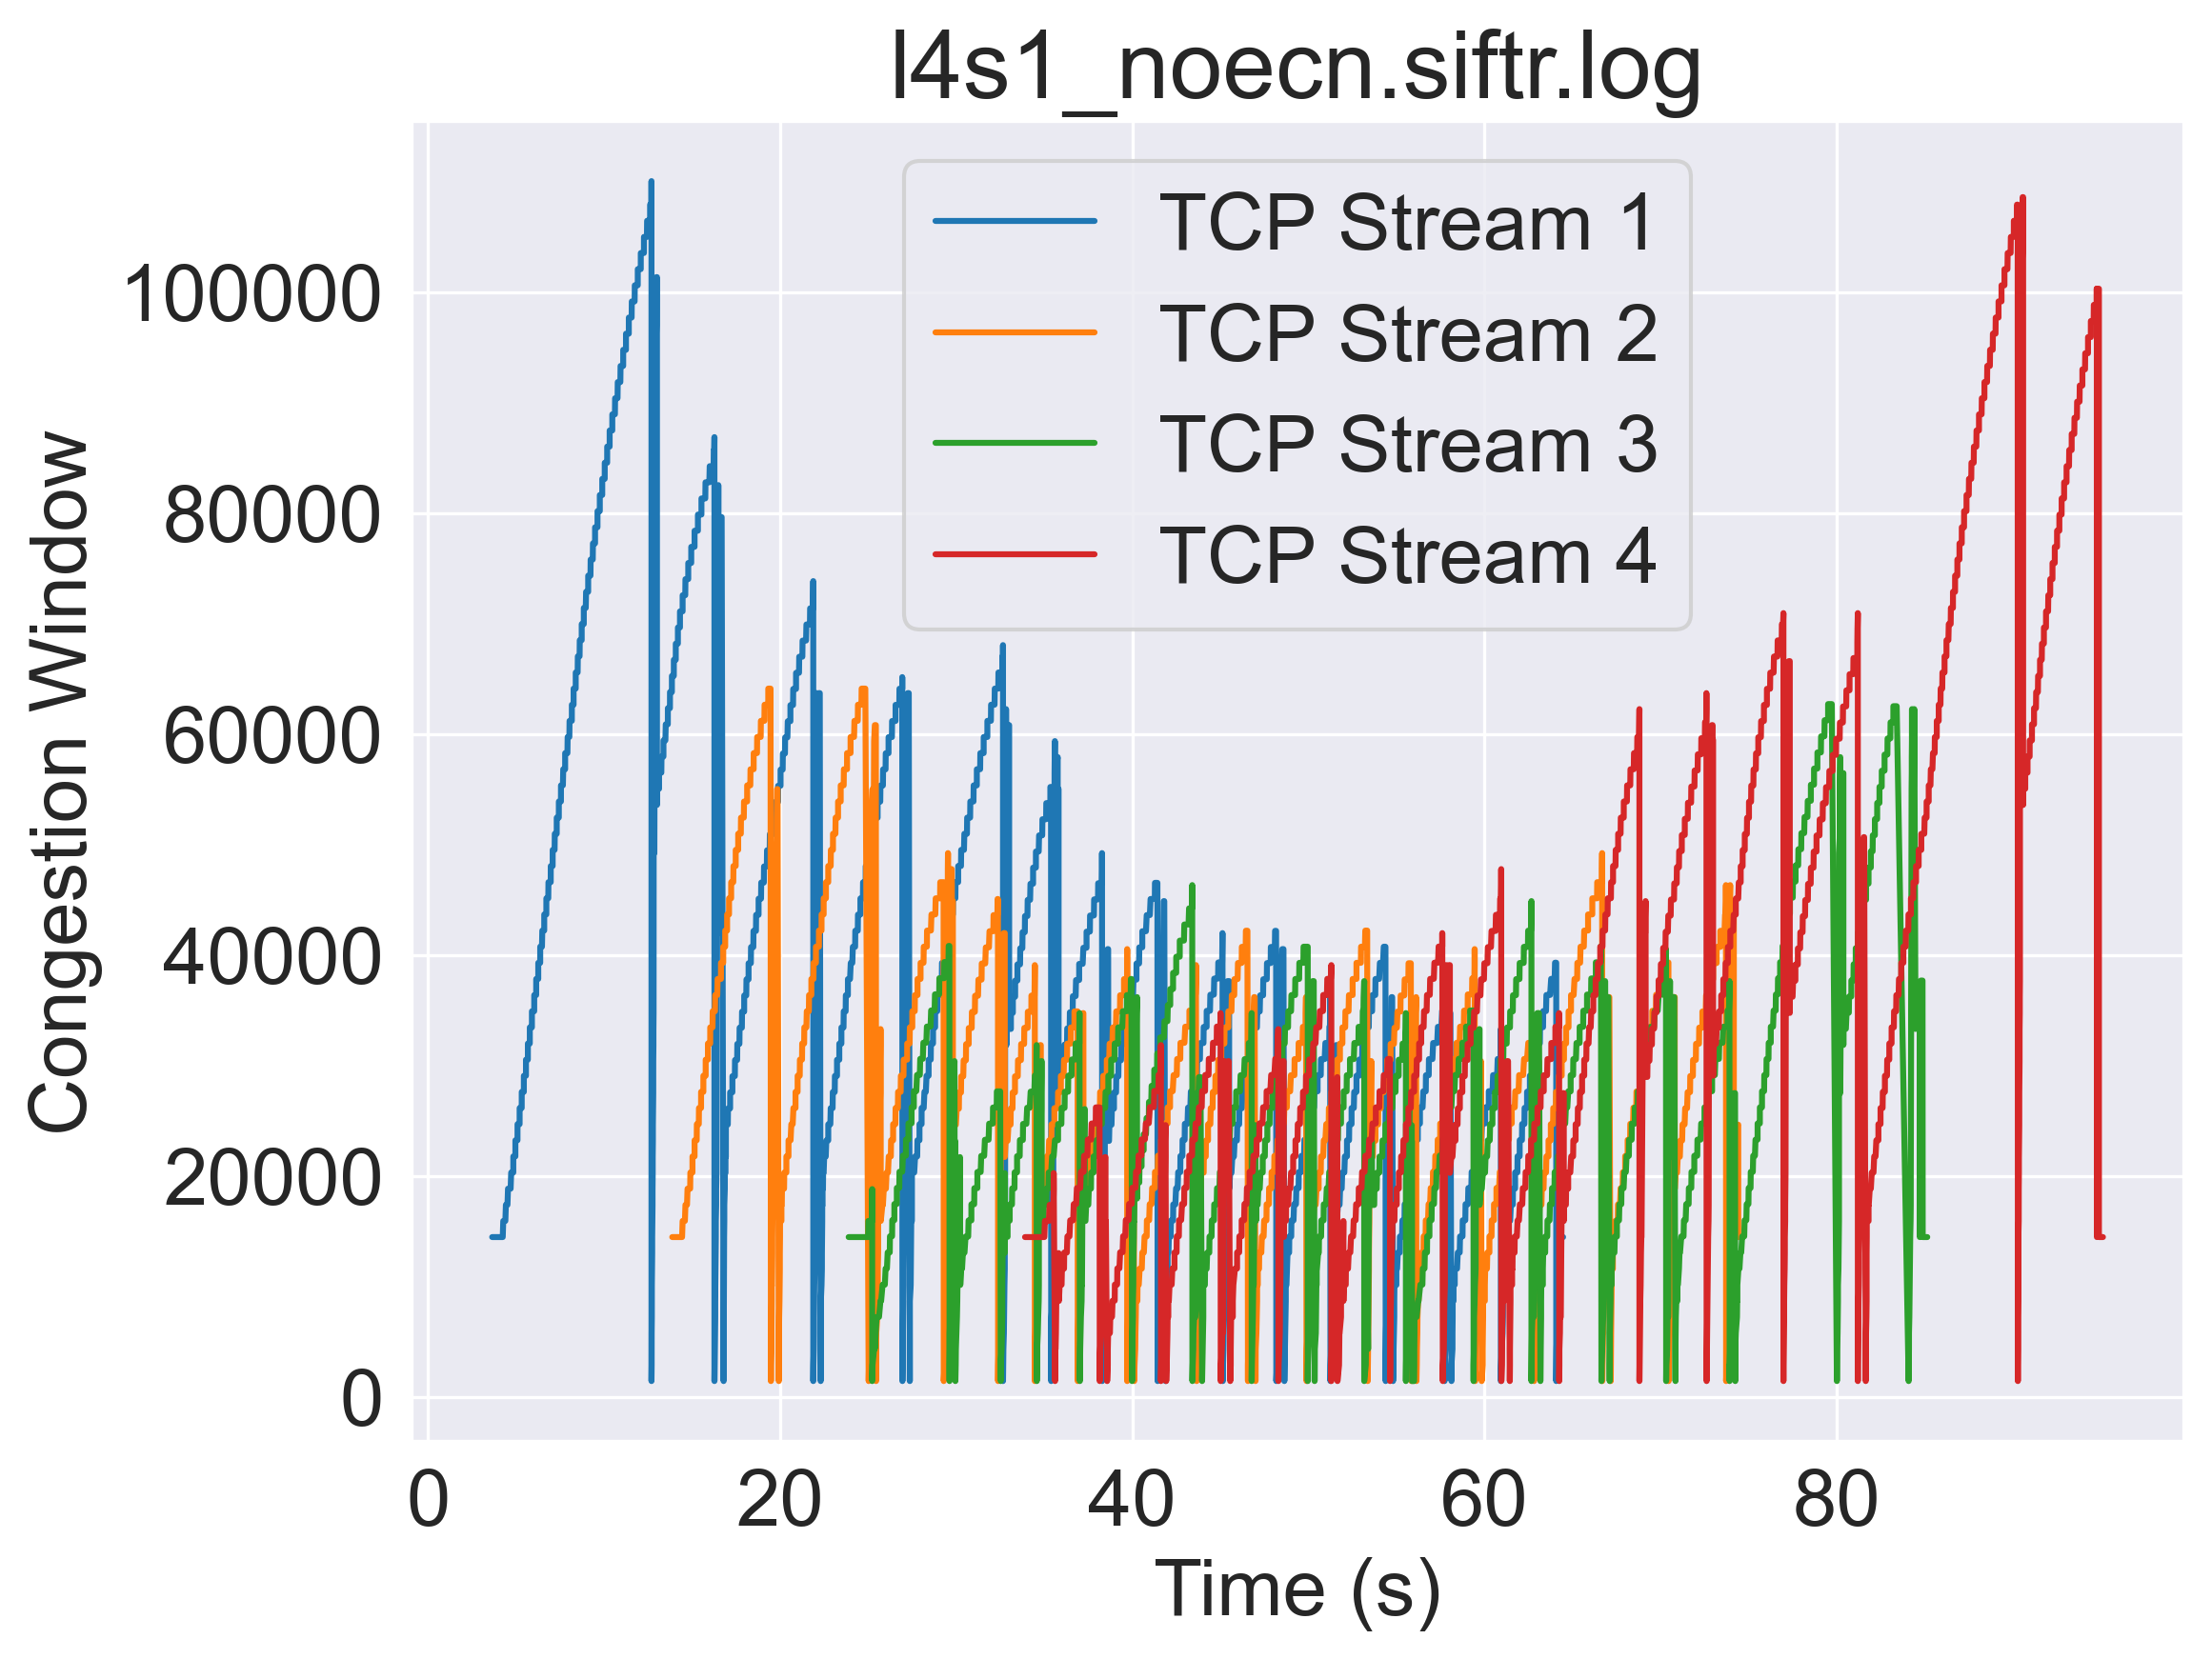 l4s1_noecn.siftr.log
TCP Stream 1
TCP Stream 2
TCP Stream 3
TCP Stream 4
Congestion Window
100000
80000
60000
40000
20000
0
0 20 40 60 80
Time (s)